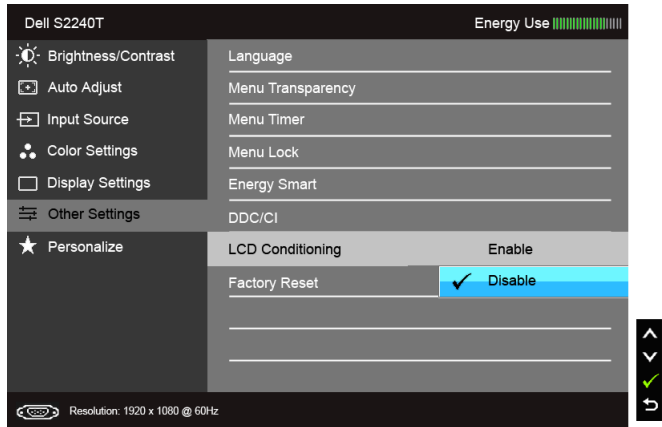 Dell S2240T
Energy Use
Brightness/Contrast
Auto Adjust
Input Source
Color Settings
Display Settings
Other Settings
Personalize
Language
Menu Transparency
Menu Timer
Menu Lock
Energy Smart
DDC/CI
LCD Conditioning
Enable
Factory Reset
Disable
Resolution: 1920 x 1080 @ 60Hz